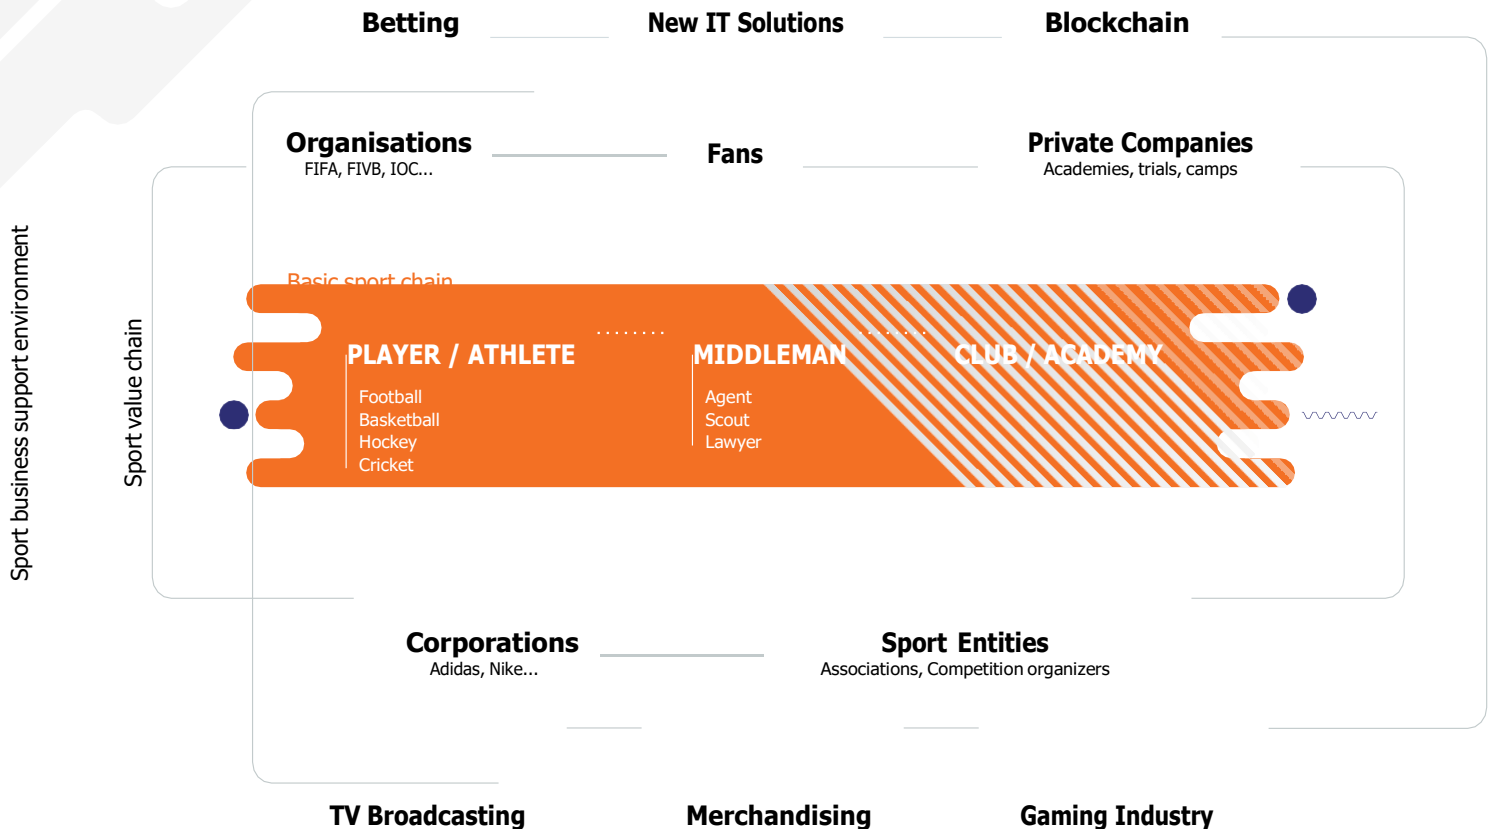 Betting
New IT Solutions
Blockchain
Organisations
FIFA, FIVB, IOC...
Fans
Private Companies
Academies, trials, camps
Sport business support environment
Sport value chain
Basic sport chain
PLAYER / ATHLETE
Football
Basketball
Hockey
Cricket
MIDDLEMAN
Agent
Scout
Lawyer
CLUB / ACADEMY
Corporations
Adidas, Nike...
Sport Entities
Associations, Competition organizers
TV Broadcasting
Merchandising
Gaming Industry